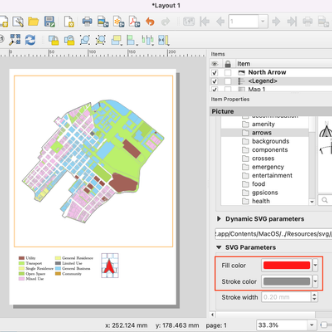 *Layout 1
1
Items
Item
North Arrow
<Legend>
Map 1
Item Properties
Picture
accommodation
amenity
arrows
backgrounds
components
crosses
emergency
entertainment
food
gpsicons
health
Dynamic SVG parameters
.app/Contents/MacOS/../Resources/svg/
SVG Parameters
Fill color
Stroke color
Stroke width 0.20 mm
Utility General Residence
Transport Limited Use
Single Residence General Business
Open Space Community
Mixed Use
x: 252.124 mm y: 178.463 mm page: 1 33.3%